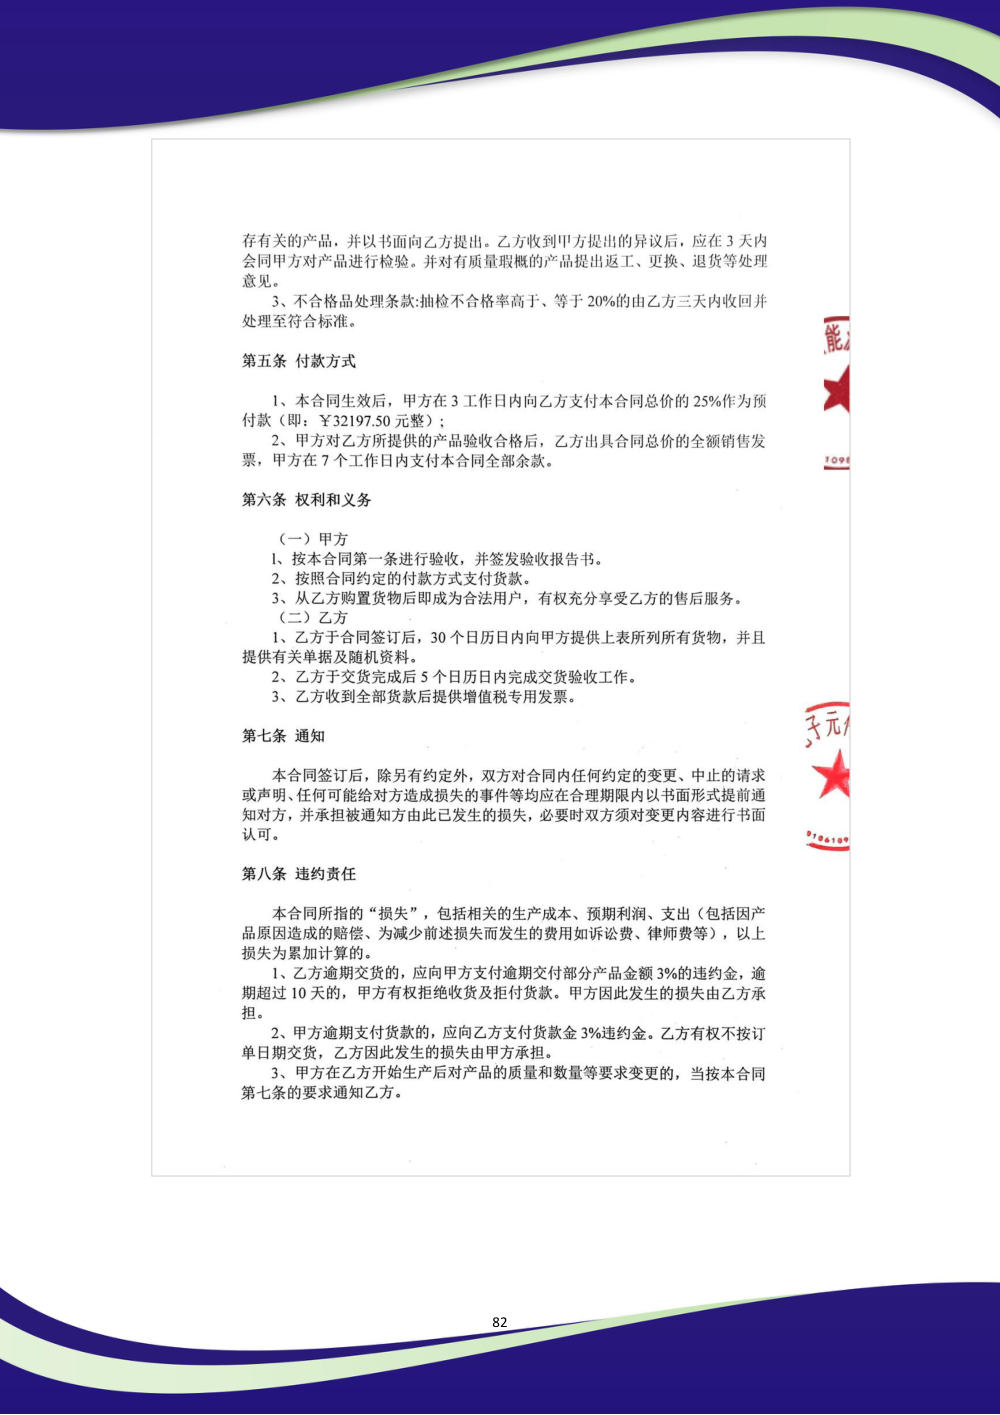 存有关的产品，并以书面向乙方提出。乙方收到甲方提出的异议后，应在 3 天内
会同甲方对产品进行检验。并对有质量瑕概的产品提出返工、更换、退货等处理
意见。
3、不合格品处理条款:抽检不合格率高于、等于 20%的由乙方三天内收回并
处理至符合标准。
第五条 付款方式
1、本合同生效后，甲方在 3 工作日内向乙方支付本合同总价的 25%作为预
付款（即：￥32197.50 元整）;
2、甲方对乙方所提供的产品验收合格后，乙方出具合同总价的全额销售发
票，甲方在 7 个工作日内支付本合同全部余款。
第六条 权利和义务
（一）甲方
1、按本合同第一条进行验收，并签发验收报告书。
2、按照合同约定的付款方式支付货款。
3、从乙方购置货物后即成为合法用户，有权充分享受乙方的售后服务。
（二）乙方
1、乙方于合同签订后，30 个日历日内向甲方提供上表所列所有货物，并且
提供有关单据及随机资料。
2、乙方于交货完成后 5 个日历日内完成交货验收工作。
3、乙方收到全部货款后提供增值税专用发票。
第七条 通知
本合同签订后，除另有约定外，双方对合同内任何约定的变更、中止的请求
或声明、任何可能给对方造成损失的事件等均应在合理期限内以书面形式提前通
知对方，并承担被通知方由此已发生的损失，必要时双方须对变更内容进行书面
认可。
第八条 违约责任
本合同所指的“损失”，包括相关的生产成本、预期利润、支出（包括因产
品原因造成的赔偿、为减少前述损失而发生的费用如诉讼费、律师费等），以上
损失为累加计算的。
1、乙方逾期交货的，应向甲方支付逾期交付部分产品金额 3%的违约金，逾
期超过 10 天的，甲方有权拒绝收货及拒付货款。甲方因此发生的损失由乙方承
担。
2、甲方逾期支付货款的，应向乙方支付货款金 3%违约金。乙方有权不按订
单日期交货，乙方因此发生的损失由甲方承担。
3、甲方在乙方开始生产后对产品的质量和数量等要求变更的，当按本合同
第七条的要求通知乙方。
能
1098
子元
0106109
82